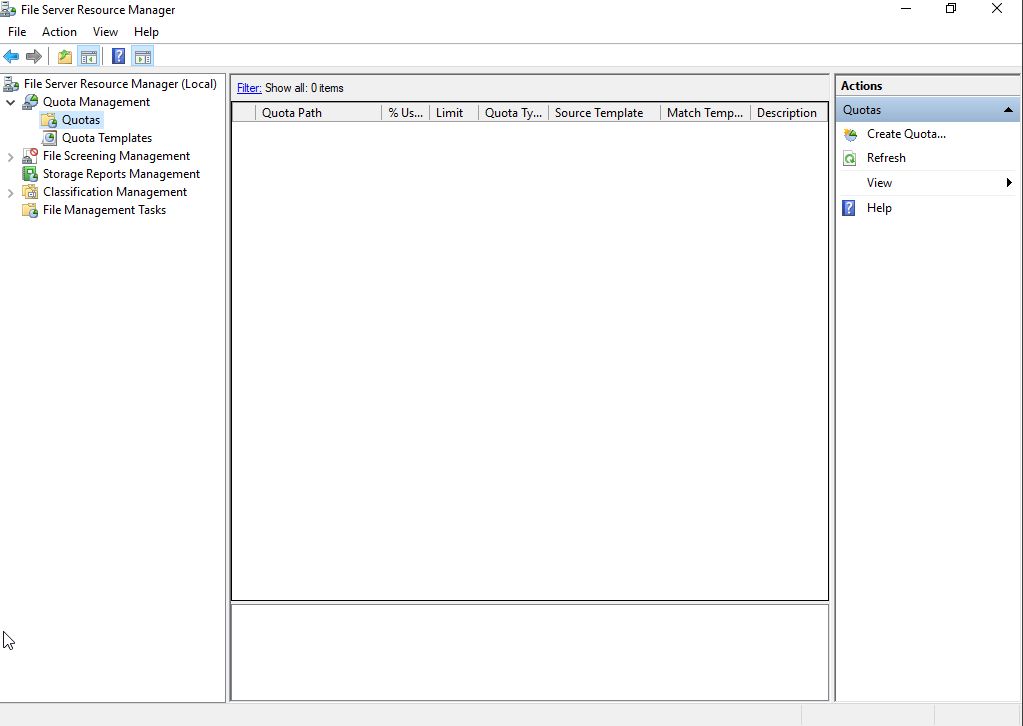 File Server Resource Manager
File Action View Help
File Server Resource Manager (Local)
Quota Management
Quotas
Quota Templates
File Screening Management
Storage Reports Management
Classification Management
File Management Tasks
Filter: Show all: 0 items
Quota Path % Us... Limit Quota Ty... Source Template Match Temp... Description
Actions
Quotas
Create Quota...
Refresh
View
Help